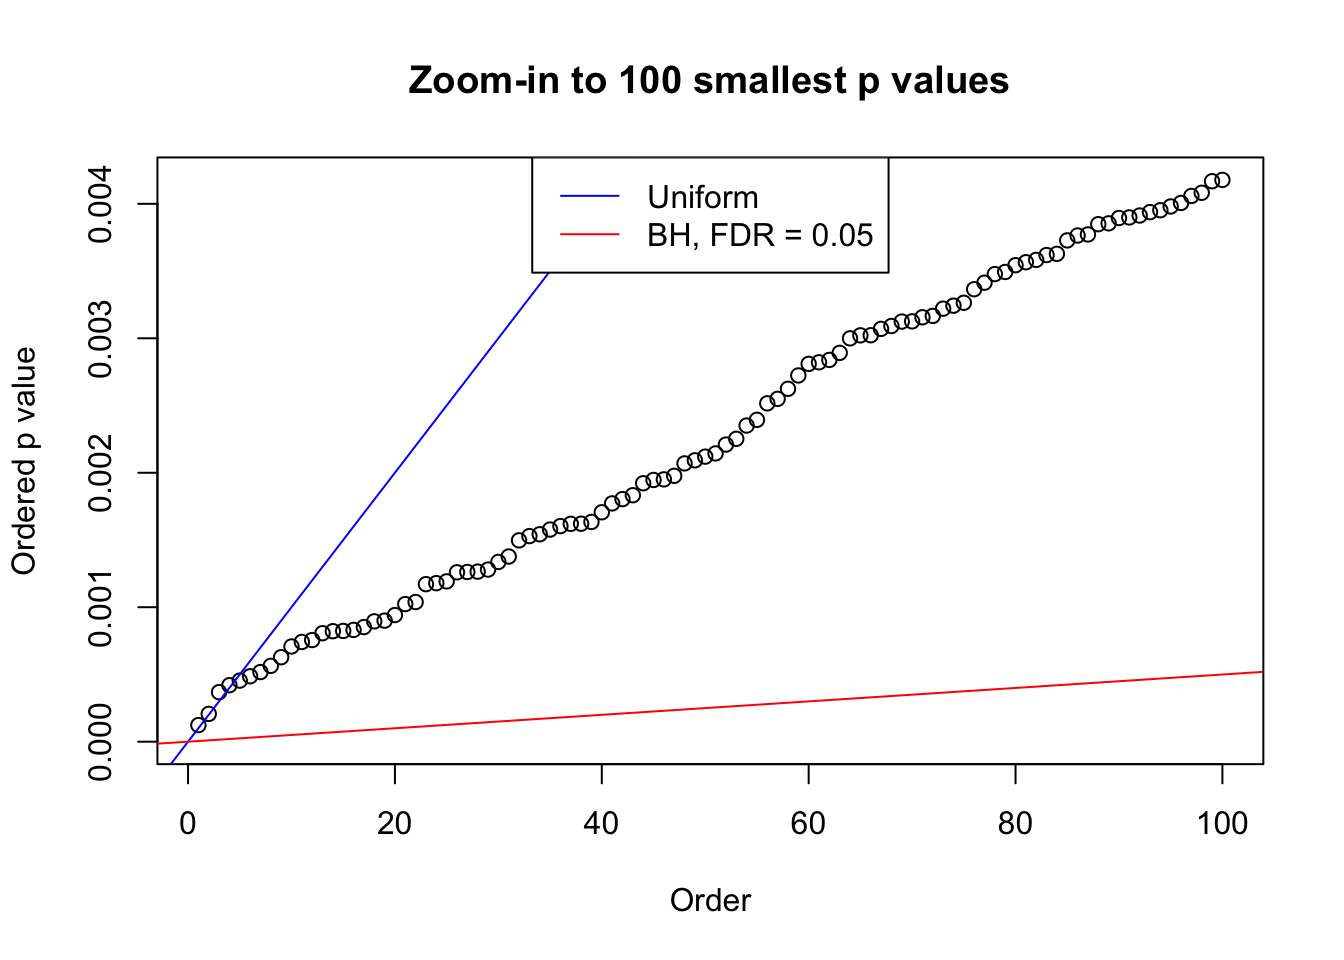 Zoom-in to 100 smallest p values
Uniform
BH, FDR = 0.05
Ordered p value
0.004
0.003
0.002
0.001
0.000
0 20 40 60 80 100
Order